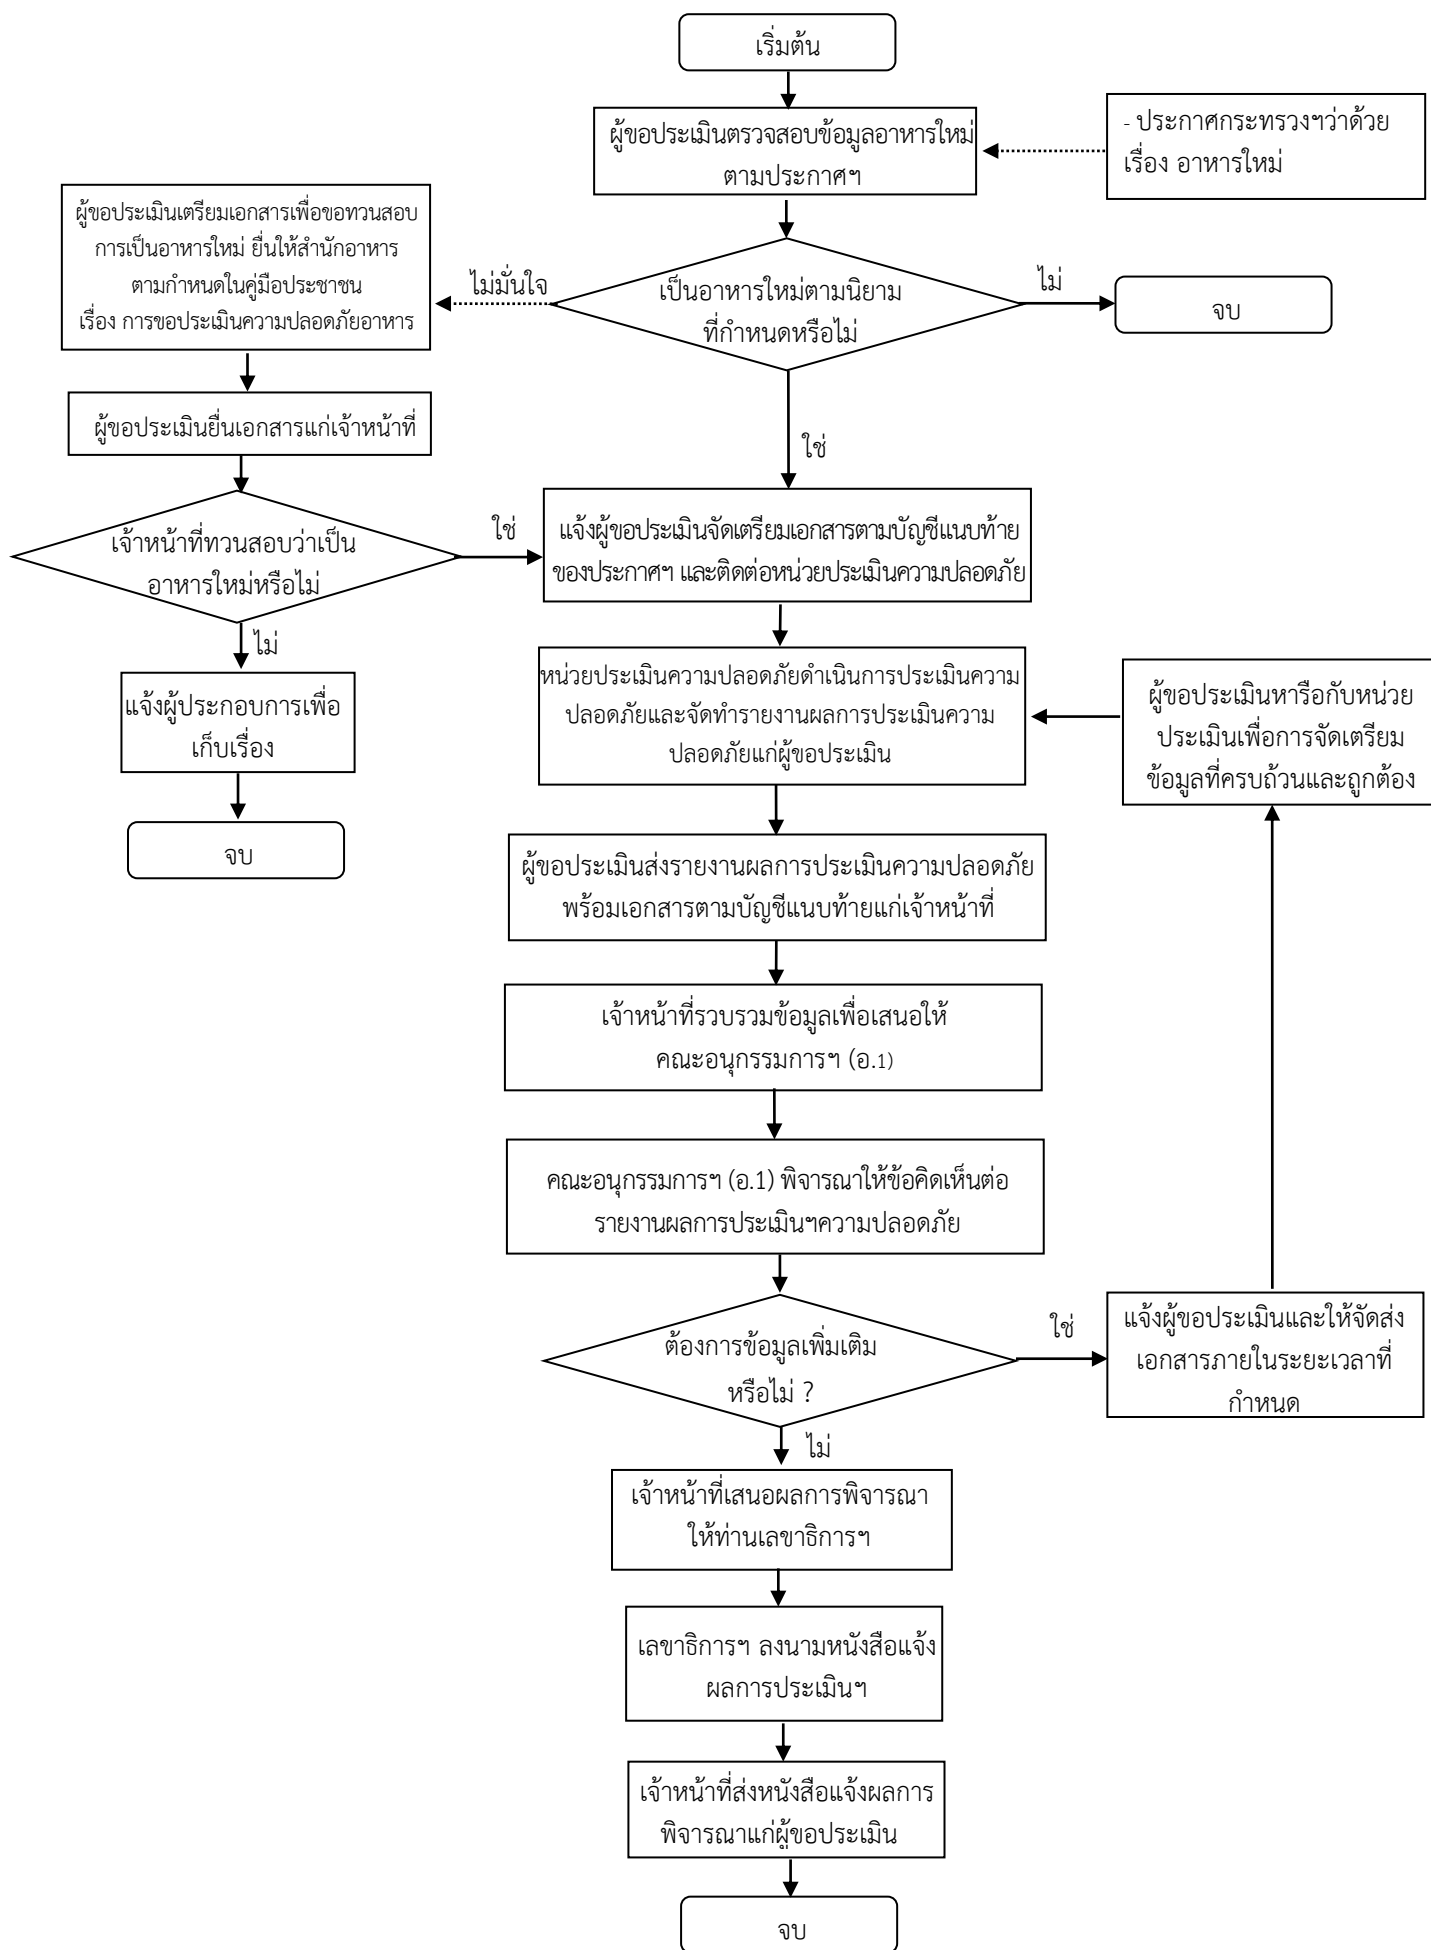 เริ่มต้น
ผู้ขอประเมินตรวจสอบข้อมูลอาหารใหม่
ตามประกาศฯ
- ประกาศกระทรวงฯว่าด้วย
เรื่อง อาหารใหม่
ผู้ขอประเมินเตรียมเอกสารเพื่อขอทวนสอบ
การเป็นอาหารใหม่ ยื่นให้สำนักอาหาร
ตามกำหนดในคู่มือประชาชน
เรื่อง การขอประเมินความปลอดภัยอาหาร
ไม่มั่นใจ
เป็นอาหารใหม่ตามนิยาม
ที่กำหนดหรือไม่
ไม่
จบ
ผู้ขอประเมินยื่นเอกสารแก่เจ้าหน้าที่
ใช่
เจ้าหน้าที่ทวนสอบว่าเป็น
อาหารใหม่หรือไม่
ใช่
แจ้งผู้ขอประเมินจัดเตรียมเอกสารตามบัญชีแนบท้าย
ของประกาศฯ และติดต่อหน่วยประเมินความปลอดภัย
ไม่
แจ้งผู้ประกอบการเพื่อ
เก็บเรื่อง
จบ
หน่วยประเมินความปลอดภัยดำเนินการประเมินความ
ปลอดภัยและจัดทำรายงานผลการประเมินความ
ปลอดภัยแก่ผู้ขอประเมิน
ผู้ขอประเมินหารือกับหน่วย
ประเมินเพื่อการจัดเตรียม
ข้อมูลที่ครบถ้วนและถูกต้อง
ผู้ขอประเมินส่งรายงานผลการประเมินความปลอดภัย
พร้อมเอกสารตามบัญชีแนบท้ายแก่เจ้าหน้าที่
เจ้าหน้าที่รวบรวมข้อมูลเพื่อเสนอให้
คณะอนุกรรมการฯ (อ.1)
คณะอนุกรรมการฯ (อ.1) พิจารณาให้ข้อคิดเห็นต่อ
รายงานผลการประเมินฯความปลอดภัย
ต้องการข้อมูลเพิ่มเติม
หรือไม่ ?
ใช่
แจ้งผู้ขอประเมินและให้จัดส่ง
เอกสารภายในระยะเวลาที่
กำหนด
ไม่
เจ้าหน้าที่เสนอผลการพิจารณา
ให้ท่านเลขาธิการฯ
เลขาธิการฯ ลงนามหนังสือแจ้ง
ผลการประเมินฯ
เจ้าหน้าที่ส่งหนังสือแจ้งผลการ
พิจารณาแก่ผู้ขอประเมิน
จบ